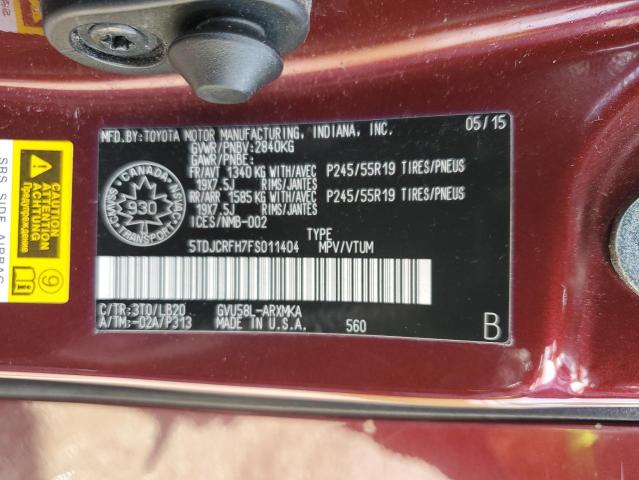 MFD.BY:TOYOTA MOTOR MANUFACTURING, INDIANA, INC. 05/15
GVWR/PNBV:2840KG
GAWR/PNBE:
FR/AVT 1340 KG WITH/AVEC P245/55R19 TIRES/PNEUS
19X7.5J RIMS/JANTES
RR/ARR 1585 KG WITH/AVEC P245/55R19 TIRES/PNEUS
19X7.5J RIMS/JANTES
ICES/NMB-002
TYPE
5TDJCRFH7FS011404 MPV/VTUM
C/TR:3T0/LB20 GVU58L-ARXMKA
A/TM:-02A/P313 MADE IN U.S.A. 560 B
CANADA
TRANSPORT
930
SRS SIDE AIRBAG
ATTENTION
ACHTUNG
Предупреждение
9